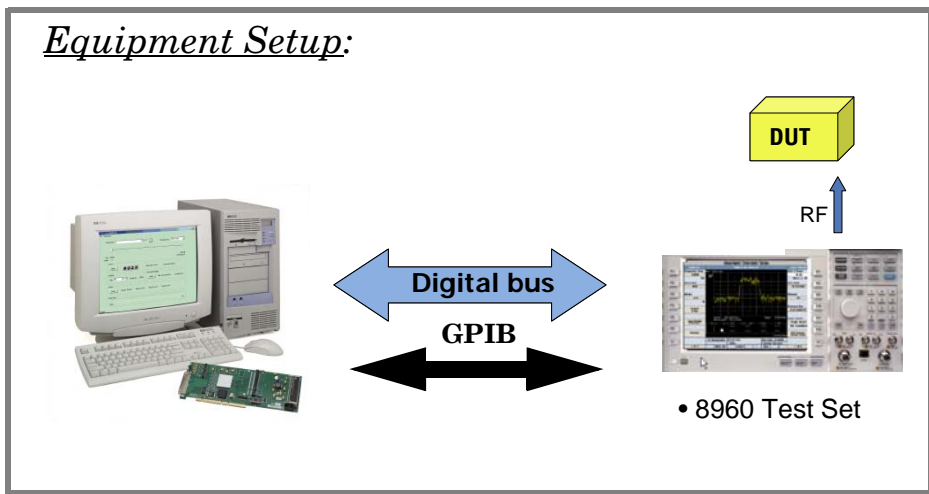 Equipment Setup:
DUT
RF
Digital bus
GPIB
• 8960 Test Set